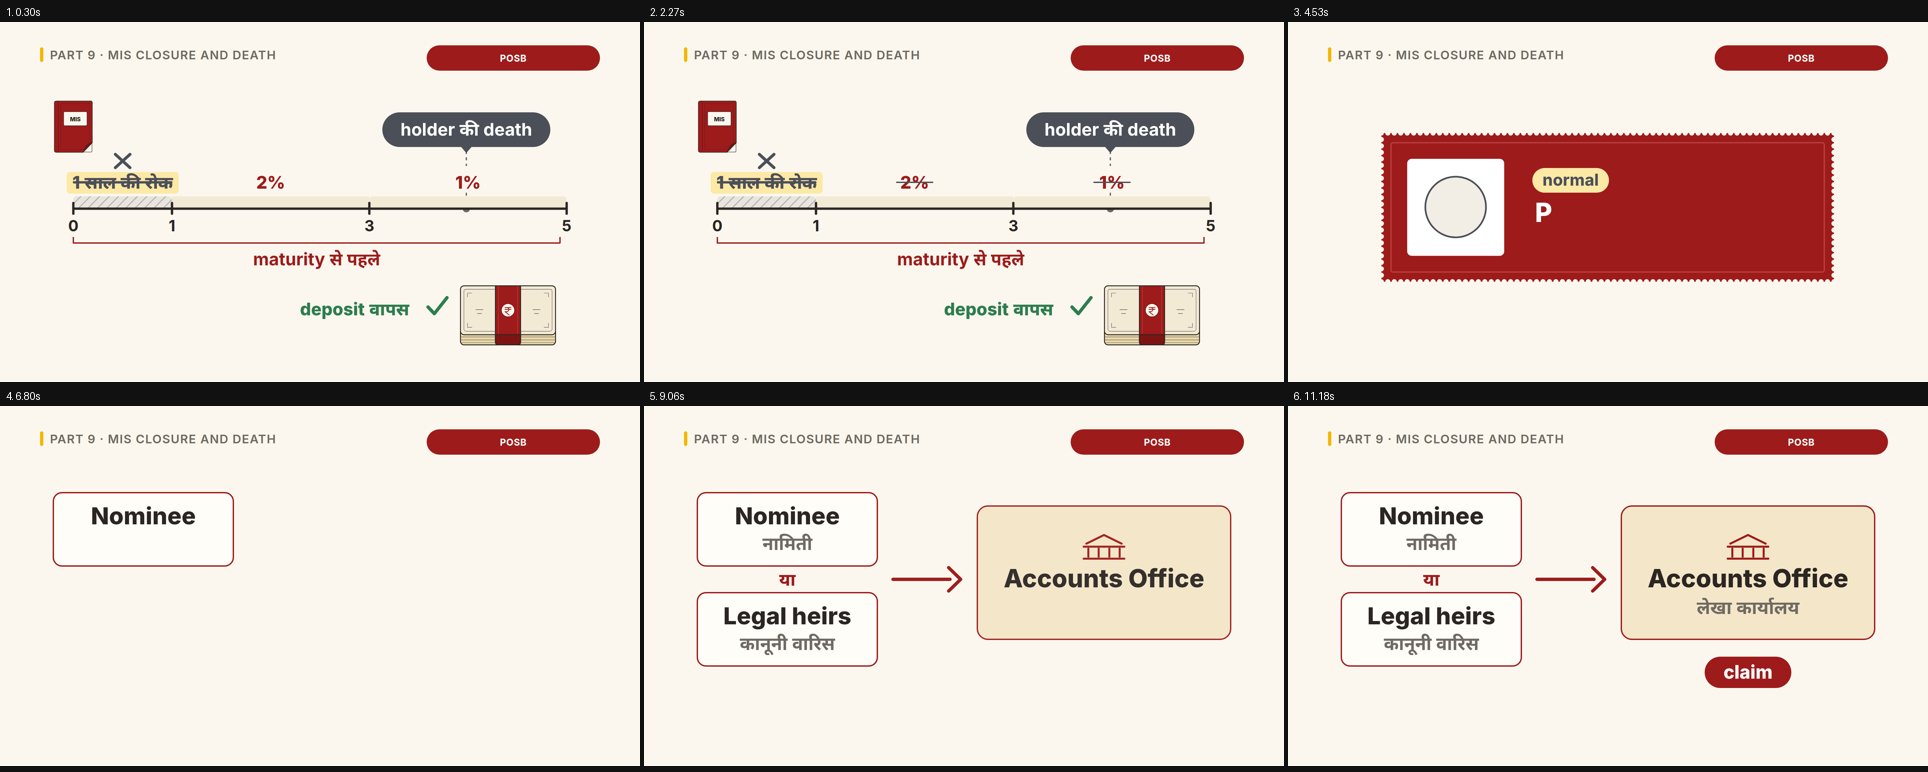 1. 0.30s
PART 9 · MIS CLOSURE AND DEATH
POSB
MIS
holder की death
1 साल की रोक
2%
1%
0 1 3 5
maturity से पहले
deposit वापस
₹
2. 2.27s
PART 9 · MIS CLOSURE AND DEATH
POSB
MIS
holder की death
1 साल की रोक
2%
1%
0 1 3 5
maturity से पहले
deposit वापस
₹
3. 4.53s
PART 9 · MIS CLOSURE AND DEATH
POSB
normal
P
4. 6.80s
PART 9 · MIS CLOSURE AND DEATH
POSB
Nominee
5. 9.06s
PART 9 · MIS CLOSURE AND DEATH
POSB
Nominee
नामिती
या
Legal heirs
कानूनी वारिस
Accounts Office
6. 11.18s
PART 9 · MIS CLOSURE AND DEATH
POSB
Nominee
नामिती
या
Legal heirs
कानूनी वारिस
Accounts Office
लेखा कार्यालय
claim